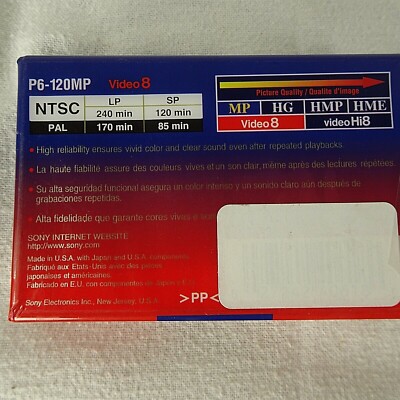 P6-120MP Video 8
Picture Quality / Qualité d'Image
NTSC LP SP
240 min 120 min
PAL 170 min 85 min
MP HG HMP HME
Video 8 video Hi8
• High reliability ensures vivid color and clear sound even after repeated playbacks.
• La haute fiabilité assure des couleurs vives et un son clair, même après des lectures répétées.
• Su alta seguridad funcional asegura un color intenso y un sonido claro aún después de
grabaciones repetidas.
• Alta fidelidade que garante cores vivas e
SONY INTERNET WEBSITE
http://www.sony.com
Made in U.S.A. with Japan and U.S.A. components.
Fabriqué aux Etats-Unis avec des pièces
japonaises et américaines.
Fabricado en E.U. con componentes de
Sony Electronics Inc., New Jersey, U.S.A.
>PP<